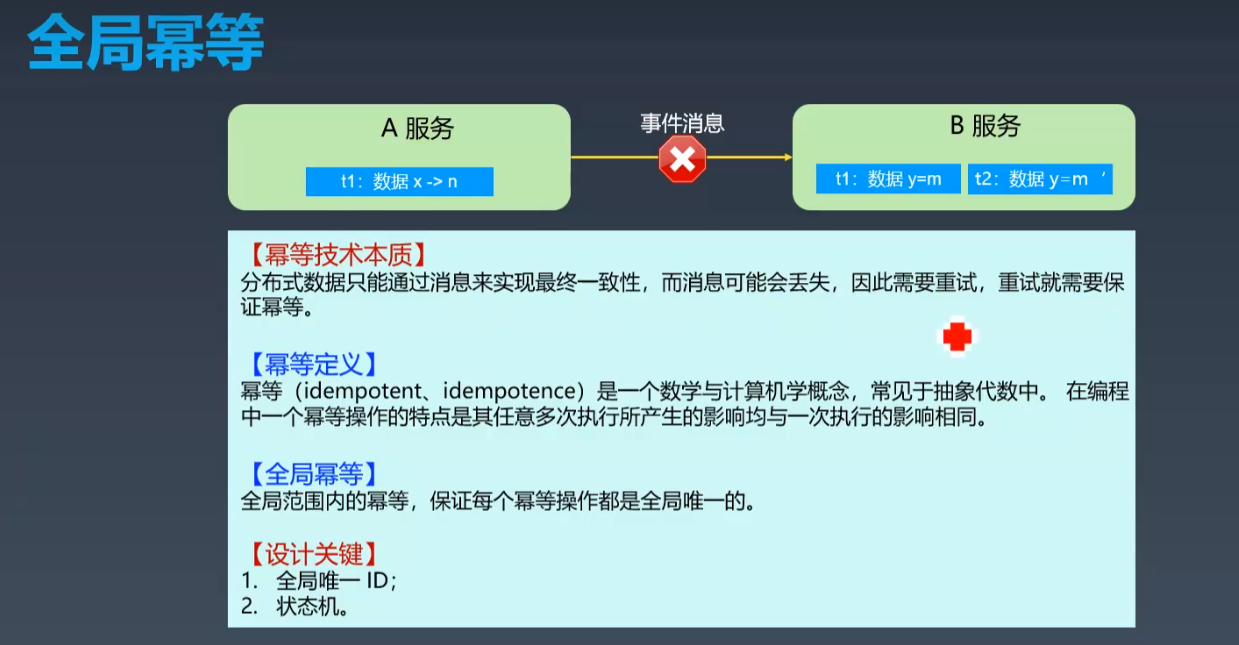 全局幂等
A 服务
事件消息
B 服务
t1：数据 x -> n
t1：数据 y=m
t2：数据 y=m ‘
【幂等技术本质】
分布式数据只能通过消息来实现最终一致性，而消息可能会丢失，因此需要重试，重试就需要保
证幂等。
【幂等定义】
幂等（idempotent、idempotence）是一个数学与计算机学概念，常见于抽象代数中。 在编程
中一个幂等操作的特点是其任意多次执行所产生的影响均与一次执行的影响相同。
【全局幂等】
全局范围内的幂等，保证每个幂等操作都是全局唯一的。
【设计关键】
1. 全局唯一 ID；
2. 状态机。